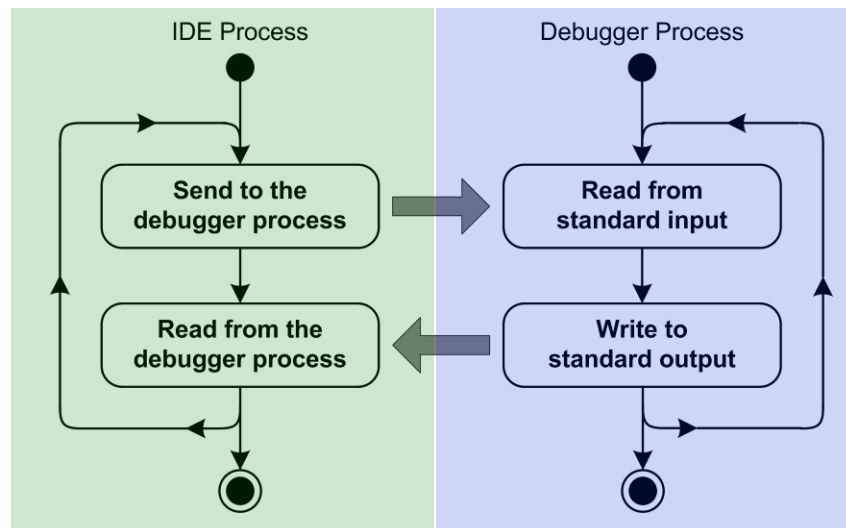 IDE Process
Debugger Process
Send to the
debugger process
Read from
standard input
Read from the
debugger process
Write to
standard output